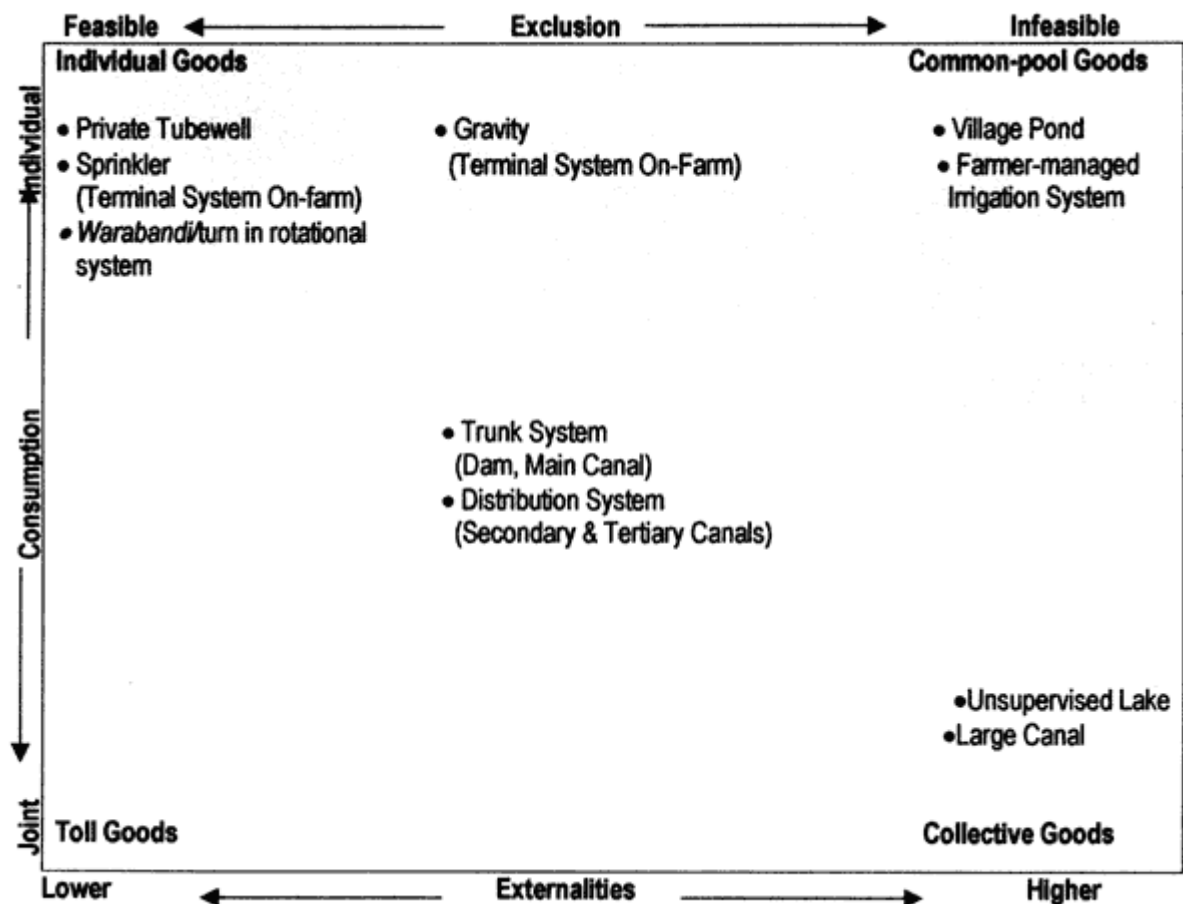 Feasible Exclusion Infeasible
Individual Goods Common-pool Goods
Individual
• Private Tubewell • Gravity • Village Pond
• Sprinkler (Terminal System On-Farm) • Farmer-managed
(Terminal System On-farm) Irrigation System
• Warabandi/turn in rotational
system
Consumption
• Trunk System
(Dam, Main Canal)
• Distribution System
(Secondary & Tertiary Canals)
• Unsupervised Lake
• Large Canal
Joint
Toll Goods Collective Goods
Lower Externalities Higher